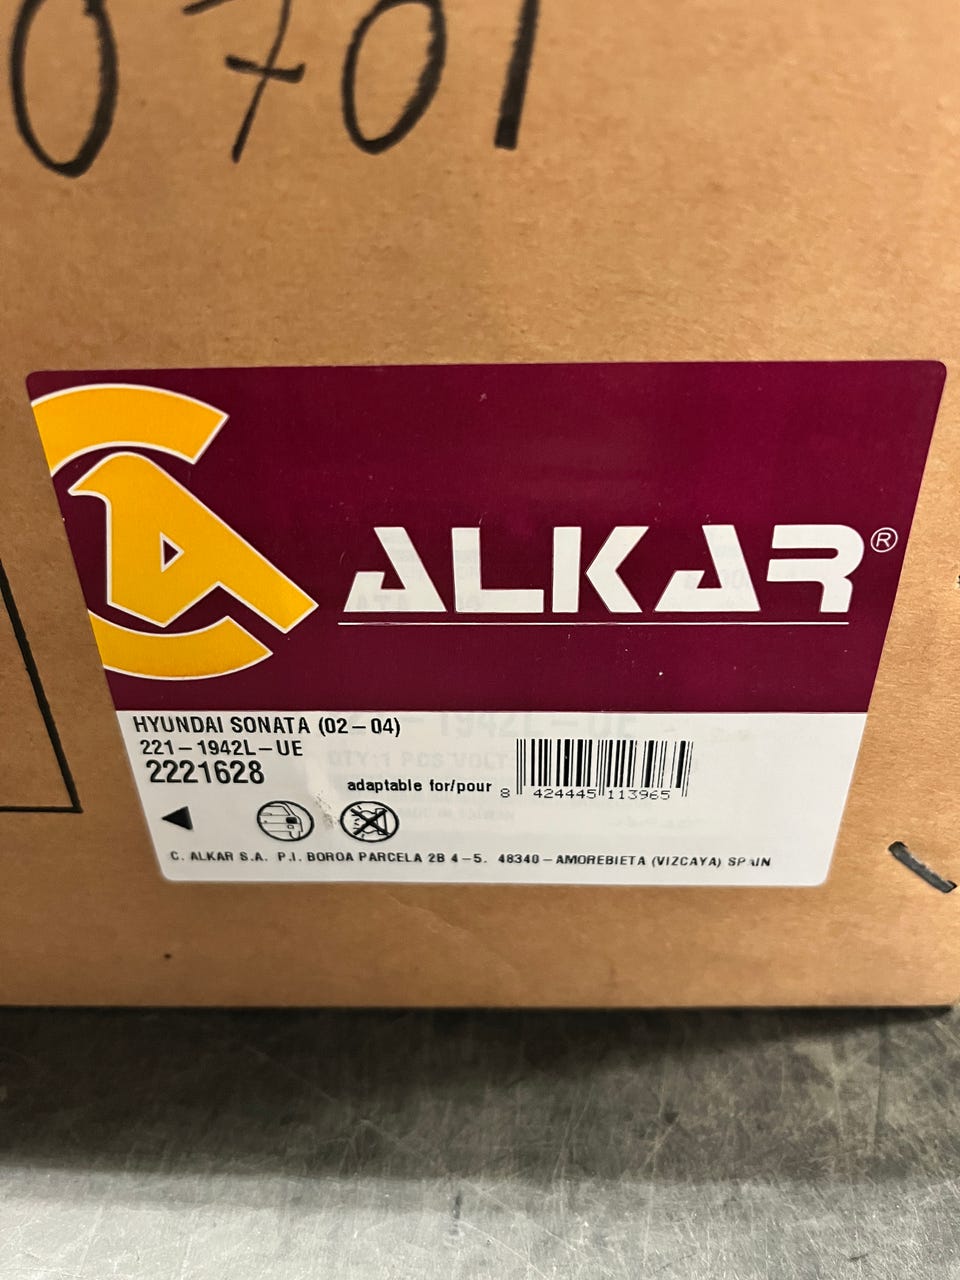 0701
ALKAR®
HYUNDAI SONATA (02-04)
221-1942L-UE
2221628
adaptable for/pour
8 424445 113965
C. ALKAR S.A. P.I. BOROA PARCELA 2B 4-5. 48340-AMOREBIETA (VIZCAYA) SPAIN